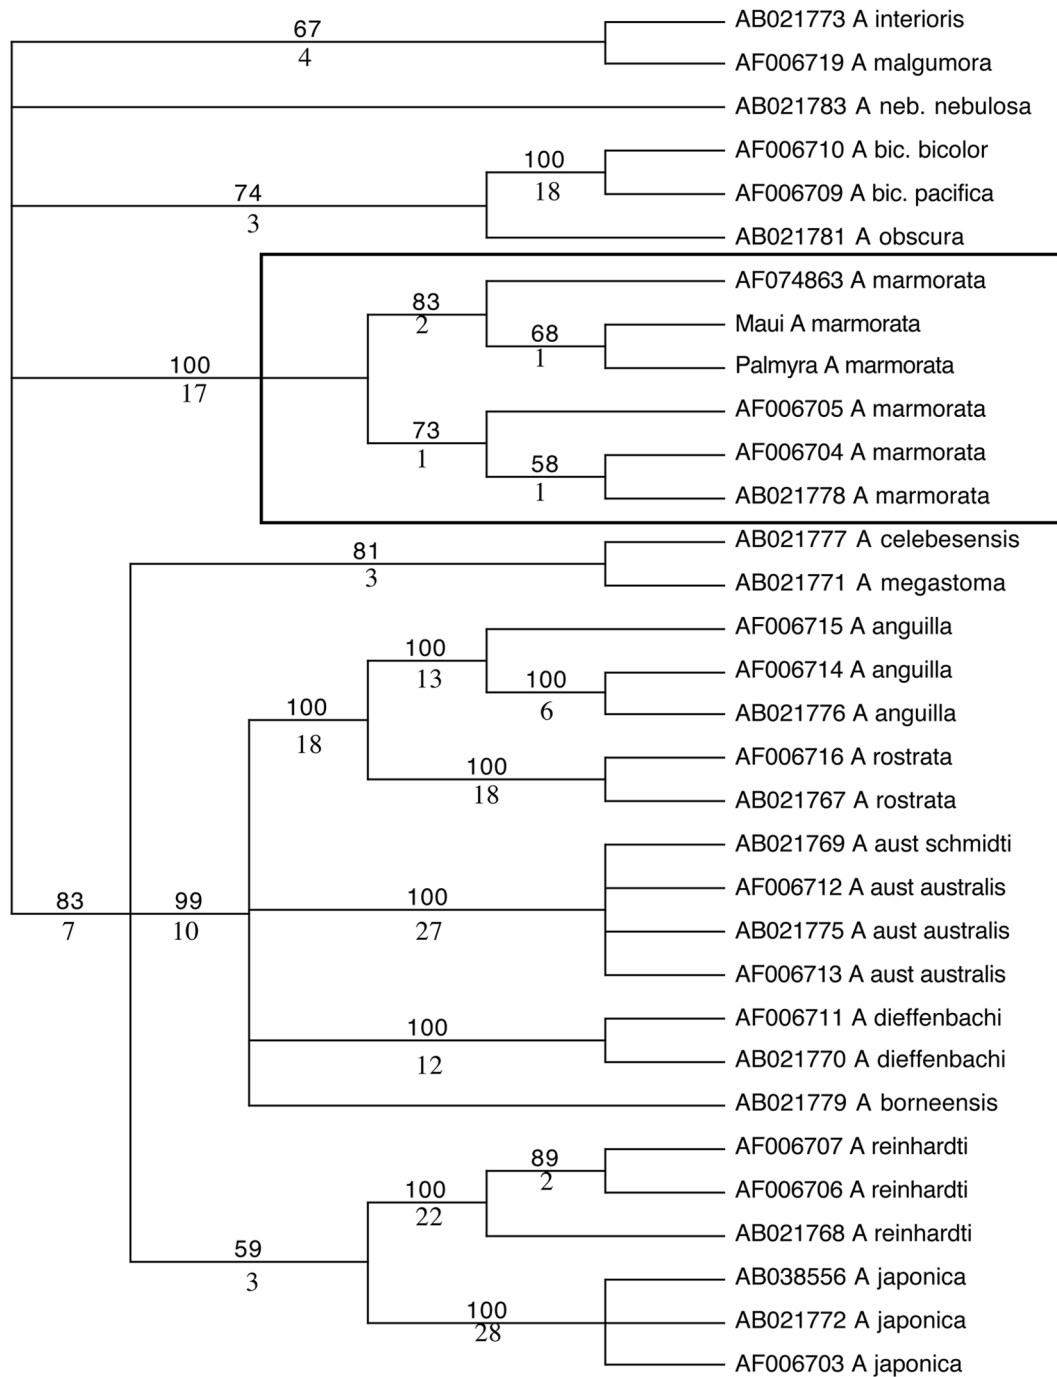 AB021773 A interioris
67
4
AF006719 A malgumora
AB021783 A neb. nebulosa
AF006710 A bic. bicolor
100
18
AF006709 A bic. pacifica
74
3
AB021781 A obscura
AF074863 A marmorata
83
2
Maui A marmorata
68
1
Palmyra A marmorata
100
17
AF006705 A marmorata
73
1
AF006704 A marmorata
58
1
AB021778 A marmorata
AB021777 A celebesensis
81
3
AB021771 A megastoma
AF006715 A anguilla
100
13
AF006714 A anguilla
100
6
AB021776 A anguilla
100
18
AF006716 A rostrata
100
18
AB021767 A rostrata
AB021769 A aust schmidti
AF006712 A aust australis
83
7
99
10
100
27
AB021775 A aust australis
AF006713 A aust australis
AF006711 A dieffenbachi
100
12
AB021770 A dieffenbachi
AB021779 A borneensis
AF006707 A reinhardti
89
2
AF006706 A reinhardti
100
22
AB021768 A reinhardti
59
3
AB038556 A japonica
100
28
AB021772 A japonica
AF006703 A japonica